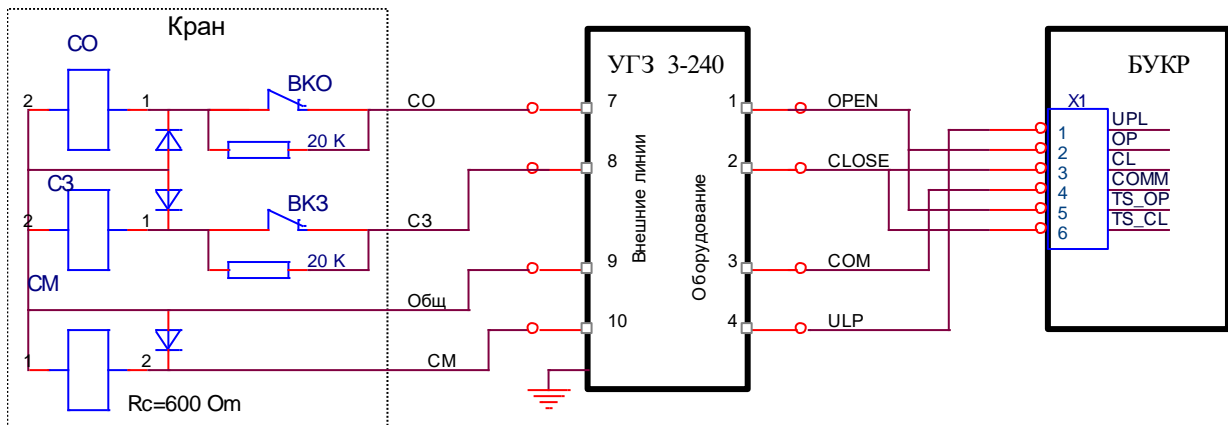 Кран
СО
2
1
ВКО
20 К
СО
СЗ
2
1
ВКЗ
20 К
СЗ
СМ
Общ
1
2
СМ
Rc=600 Om
УГЗ 3-240
7
8
9
10
Внешние линии
Оборудование
1
2
3
4
OPEN
CLOSE
COM
ULP
БУКР
X1
1
2
3
4
5
6
UPL
OP
CL
COMM
TS_OP
TS_CL